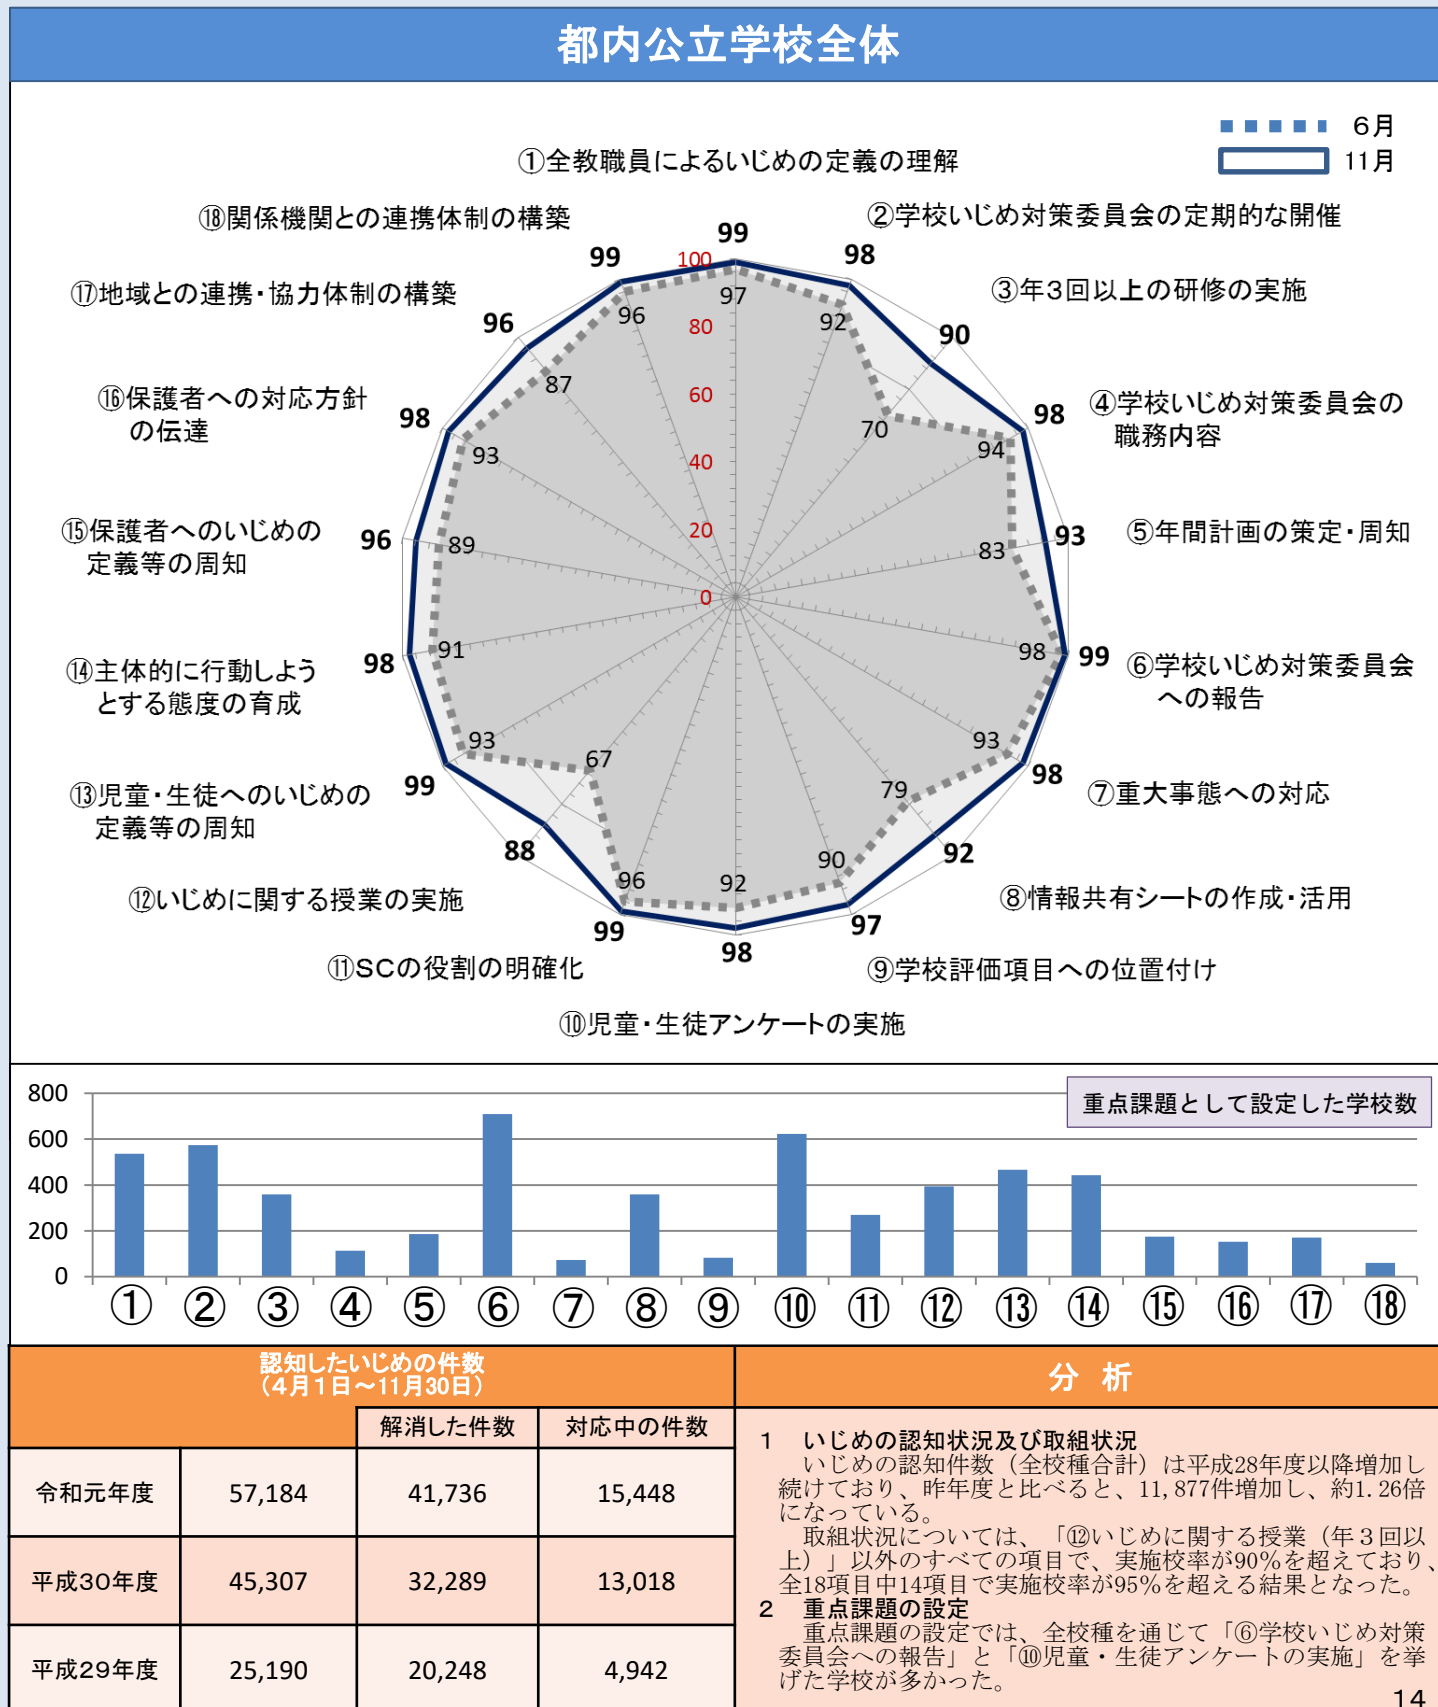 都内公立学校全体
6月
11月
①全教職員によるいじめの定義の理解
⑱関係機関との連携体制の構築
②学校いじめ対策委員会の定期的な開催
⑰地域との連携・協力体制の構築
③年3回以上の研修の実施
⑯保護者への対応方針
の伝達
④学校いじめ対策委員会の
職務内容
⑮保護者へのいじめの
定義等の周知
⑤年間計画の策定・周知
⑭主体的に行動しよう
とする態度の育成
⑥学校いじめ対策委員会
への報告
⑬児童・生徒へのいじめの
定義等の周知
⑦重大事態への対応
⑫いじめに関する授業の実施
⑧情報共有シートの作成・活用
⑪SCの役割の明確化
⑨学校評価項目への位置付け
⑩児童・生徒アンケートの実施
99
98
90
98
93
99
98
92
97
98
99
88
99
98
96
98
96
99
97
92
70
94
83
98
93
79
90
92
96
67
93
91
89
93
87
96
100
80
60
40
20
0
重点課題として設定した学校数
800
600
400
200
0
① ② ③ ④ ⑤ ⑥ ⑦ ⑧ ⑨ ⑩ ⑪ ⑫ ⑬ ⑭ ⑮ ⑯ ⑰ ⑱
認知したいじめの件数
(4月1日～11月30日)
解消した件数 対応中の件数
令和元年度 57,184 41,736 15,448
平成30年度 45,307 32,289 13,018
平成29年度 25,190 20,248 4,942
分 析
1 いじめの認知状況及び取組状況
いじめの認知件数(全校種合計)は平成28年度以降増加し
続けており、昨年度と比べると、11,877件増加し、約1.26倍
になっている。
取組状況については、「⑫いじめに関する授業(年3回以
上)」以外のすべての項目で、実施校率が90%を超えており、
全18項目中14項目で実施校率が95%を超える結果となった。
2 重点課題の設定
重点課題の設定では、全校種を通じて「⑥学校いじめ対策
委員会への報告」と「⑩児童・生徒アンケートの実施」を挙
げた学校が多かった。
14